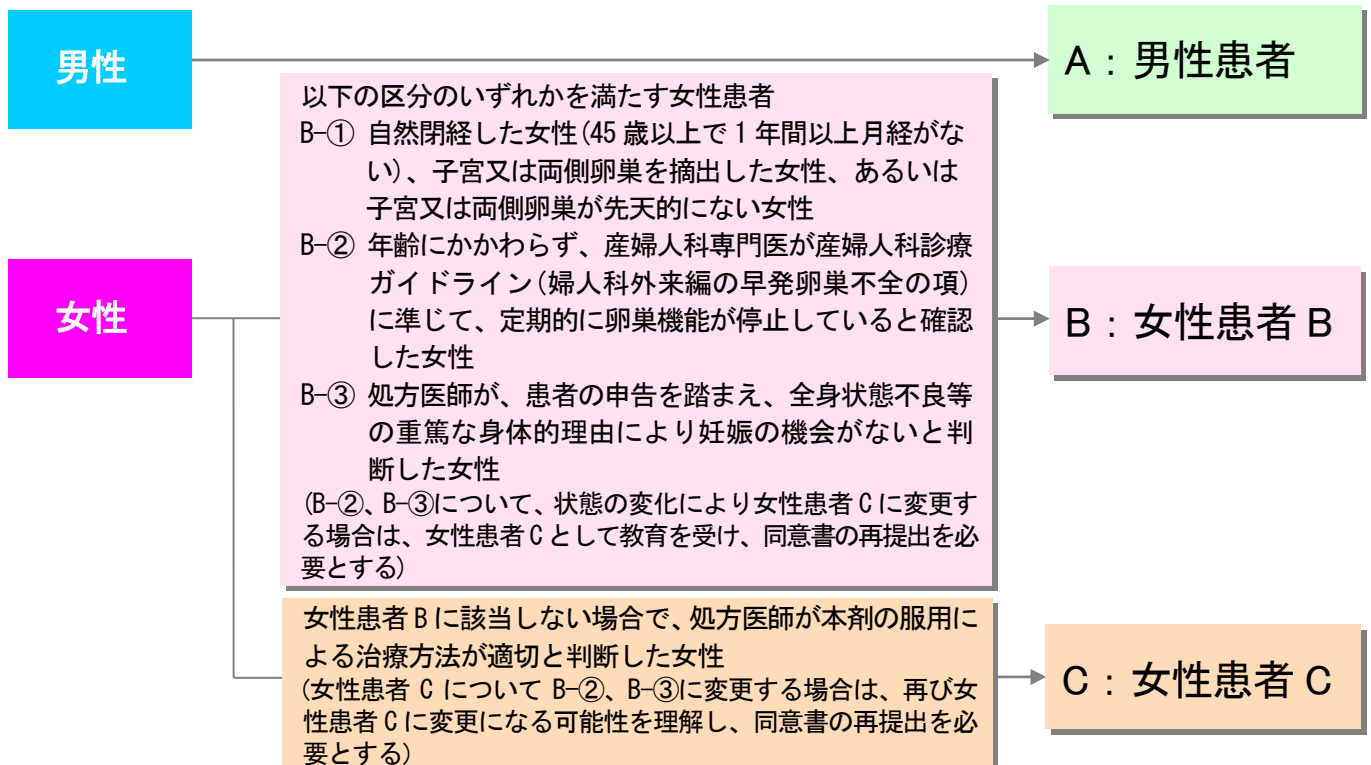 男性
A：男性患者
以下の区分のいずれかを満たす女性患者
B-① 自然閉経した女性(45 歳以上で 1 年間以上月経がな
い)、子宮又は両側卵巣を摘出した女性、あるいは
子宮又は両側卵巣が先天的にない女性
B-② 年齢にかかわらず、産婦人科専門医が産婦人科診療
ガイドライン(婦人科外来編の早発卵巣不全の項)
に準じて、定期的に卵巣機能が停止していると確認
した女性
B-③ 処方医師が、患者の申告を踏まえ、全身状態不良等
の重篤な身体的理由により妊娠の機会がないと判
断した女性
(B-②、B-③について、状態の変化により女性患者 C に変更す
る場合は、女性患者 C として教育を受け、同意書の再提出を必
要とする)
女性
B：女性患者 B
女性患者 B に該当しない場合で、処方医師が本剤の服用に
よる治療方法が適切と判断した女性
(女性患者 C について B-②、B-③に変更する場合は、再び女
性患者 C に変更になる可能性を理解し、同意書の再提出を必
要とする)
C：女性患者 C